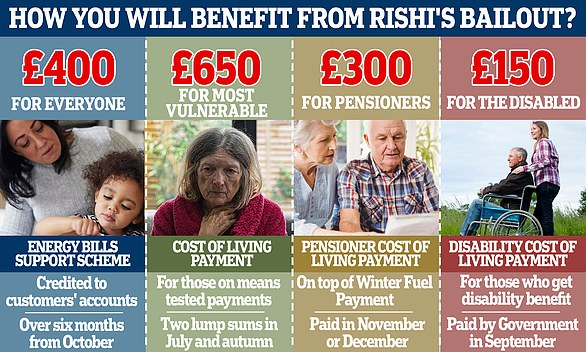 HOW YOU WILL BENEFIT FROM RISHI'S BAILOUT?
£400
FOR EVERYONE
ENERGY BILLS
SUPPORT SCHEME
Credited to
customers' accounts
Over six months
from October
£650
FOR MOST
VULNERABLE
COST OF LIVING
PAYMENT
For those on means
tested payments
Two lump sums in
July and autumn
£300
FOR PENSIONERS
PENSIONER COST OF
LIVING PAYMENT
On top of Winter Fuel
Payment
Paid in November
or December
£150
FOR THE DISABLED
DISABILITY COST OF
LIVING PAYMENT
For those who get
disability benefit
Paid by Government
in September